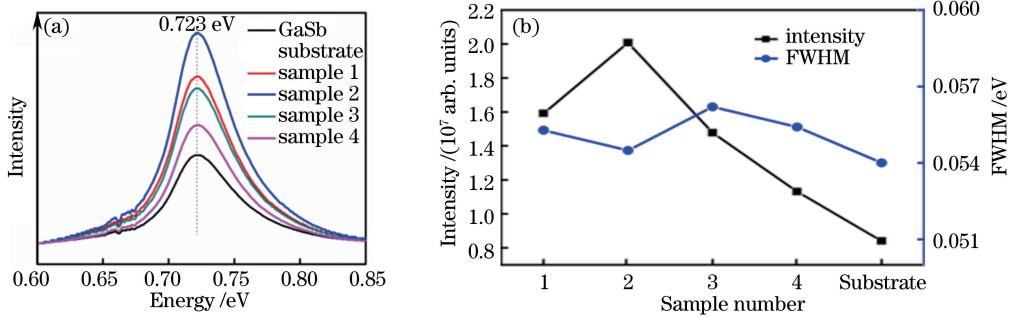 (a)
0.723 eV
GaSb
substrate
sample 1
sample 2
sample 3
sample 4
Intensity
0.60 0.65 0.70 0.75 0.80 0.85
Energy /eV
(b)
intensity
FWHM
2.2
2.0
1.8
1.6
1.4
1.2
1.0
0.8
Intensity /(10⁷ arb. units)
0.060
0.057
0.054
0.051
FWHM /eV
1 2 3 4 Substrate
Sample number